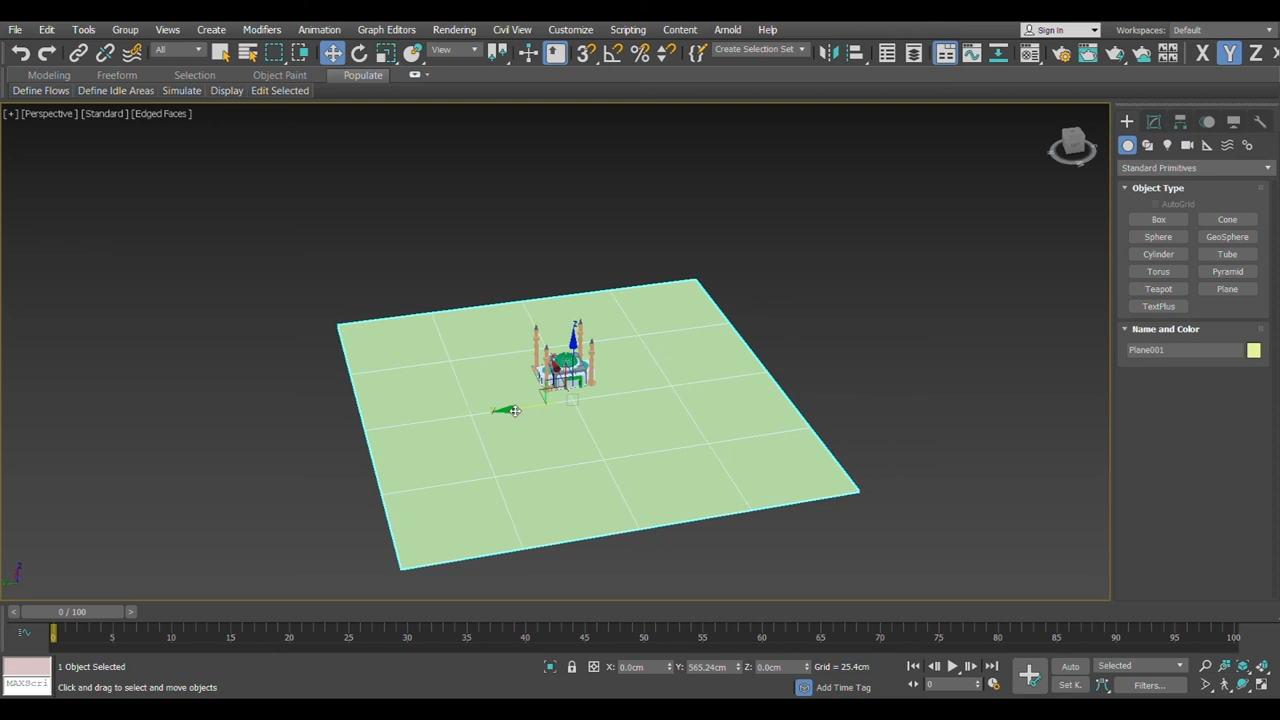 File Edit Tools Group Views Create Modifiers Animation Graph Editors Rendering Civil View Customize Scripting Content Arnold Help Sign In Workspaces: Default
All View Create Selection Set X Y Z
Modeling Freeform Selection Object Paint Populate
Define Flows Define Idle Areas Simulate Display Edit Selected
[+] [Perspective] [Standard] [Edged Faces]
Standard Primitives
Object Type
AutoGrid
Box Cone
Sphere GeoSphere
Cylinder Tube
Torus Pyramid
Teapot Plane
TextPlus
Name and Color
Plane001
z
y
z
< 0 / 100 >
0 5 10 15 20 25 30 35 40 45 50 55 60 65 70 75 80 85 90 95 100
1 Object Selected X: 0.0cm Y: 565.24cm Z: 0.0cm Grid = 25.4cm Auto Selected
MAXScri Click and drag to select and move objects Add Time Tag 0 Set K. Filters...